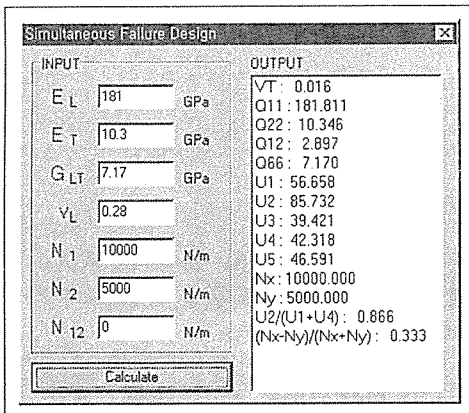 Simultaneous Failure Design
INPUT
E L 181 GPa
E T 10.3 GPa
G LT 7.17 GPa
νL 0.28
N 1 10000 N/m
N 2 5000 N/m
N 12 0 N/m
Calculate
OUTPUT
VT : 0.016
Q11 : 181.811
Q22 : 10.346
Q12 : 2.897
Q66 : 7.170
U1 : 56.658
U2 : 85.732
U3 : 39.421
U4 : 42.318
U5 : 46.591
Nx : 10000.000
Ny : 5000.000
U2/(U1+U4) : 0.866
(Nx-Ny)/(Nx+Ny) : 0.333